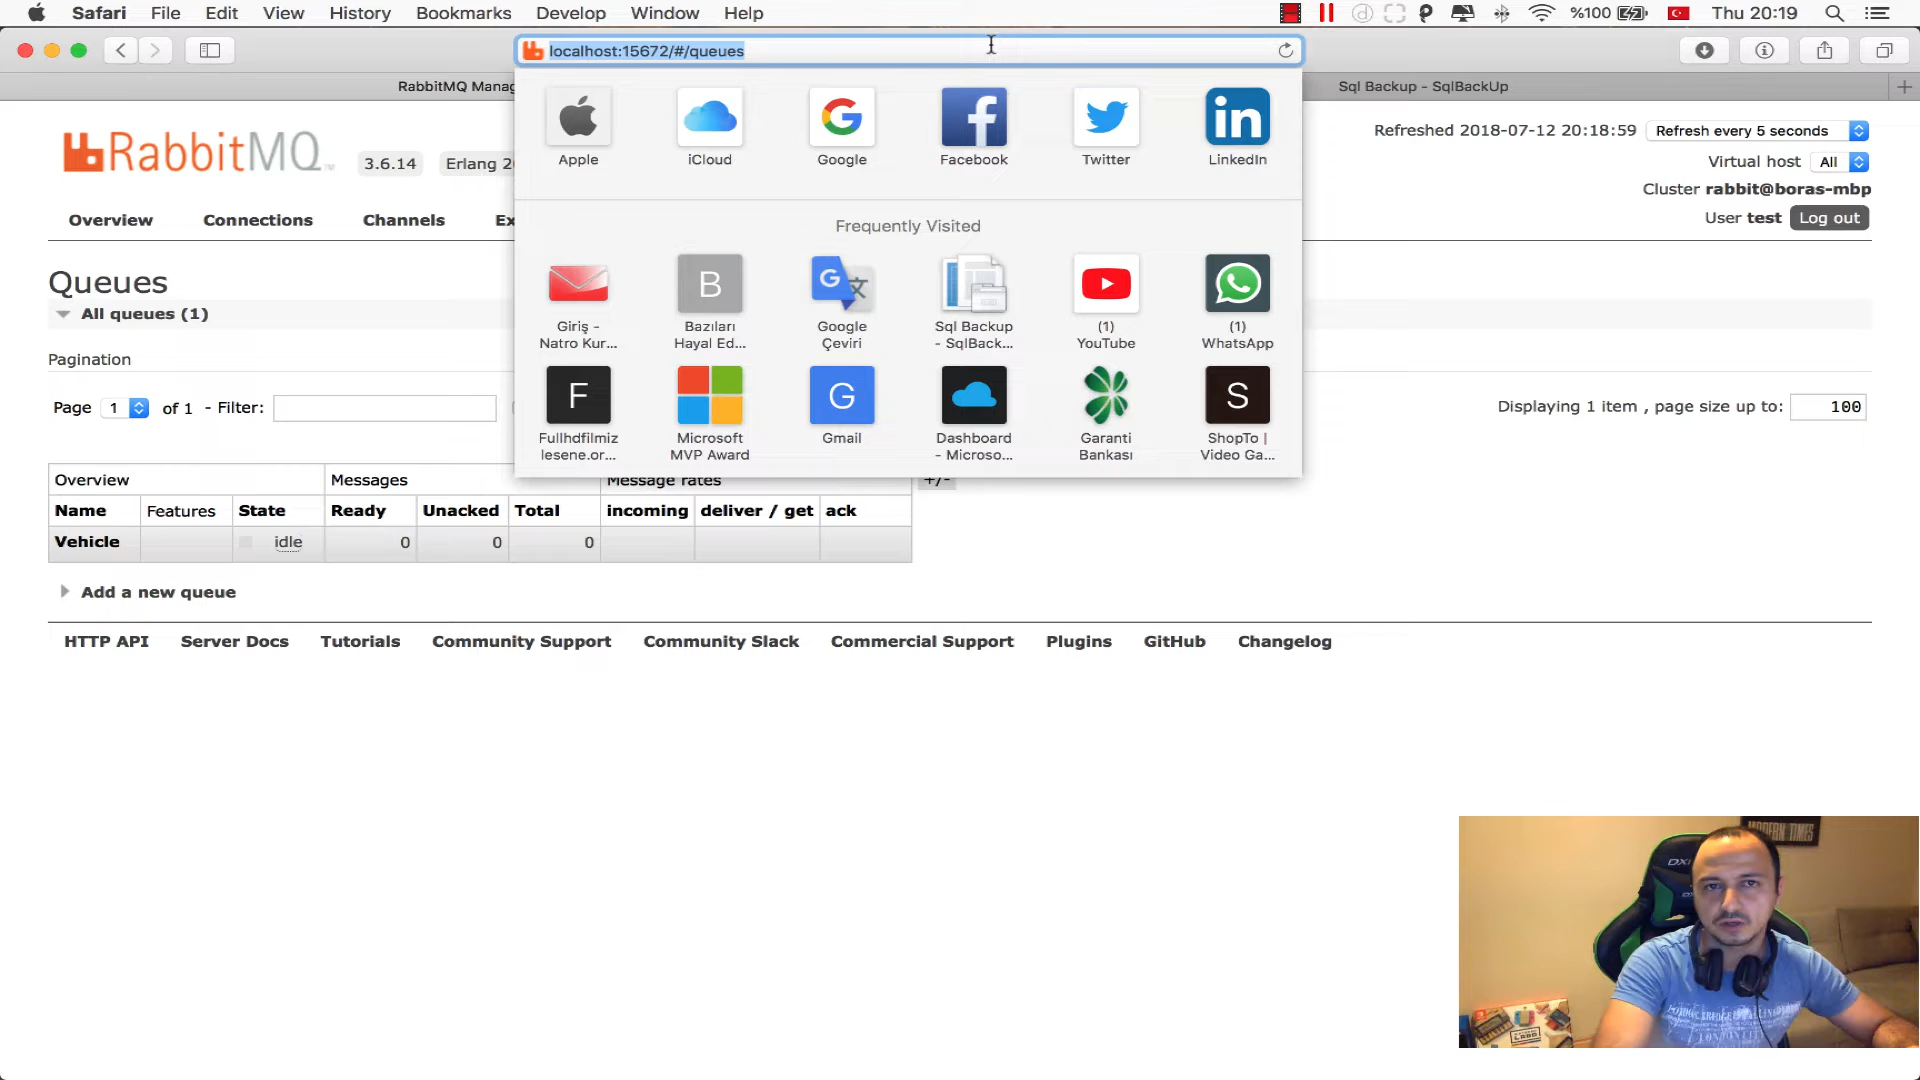 Safari File Edit View History Bookmarks Develop Window Help
%100 Thu 20:19
localhost:15672/#/queues
RabbitMQ Manag
Sql Backup - SqlBackUp
RabbitMQ™ 3.6.14 Erlang 20
Refreshed 2018-07-12 20:18:59 Refresh every 5 seconds
Virtual host All
Cluster rabbit@boras-mbp
User test Log out
Overview Connections Channels Ex
Apple iCloud Google Facebook Twitter LinkedIn
Frequently Visited
Giriş - Natro Kur...
Bazıları Hayal Ed...
Google Çeviri
Sql Backup - SqlBack...
(1) YouTube
(1) WhatsApp
Fullhdfilmiz lesene.or...
Microsoft MVP Award
Gmail
Dashboard - Microso...
Garanti Bankası
ShopTo | Video Ga...
Queues
All queues (1)
Pagination
Page 1 of 1 - Filter:
Displaying 1 item , page size up to: 100
Overview Messages Message rates +/-
Name Features State Ready Unacked Total incoming deliver / get ack
Vehicle idle 0 0 0
Add a new queue
HTTP API Server Docs Tutorials Community Support Community Slack Commercial Support Plugins GitHub Changelog
MODERN TIMES